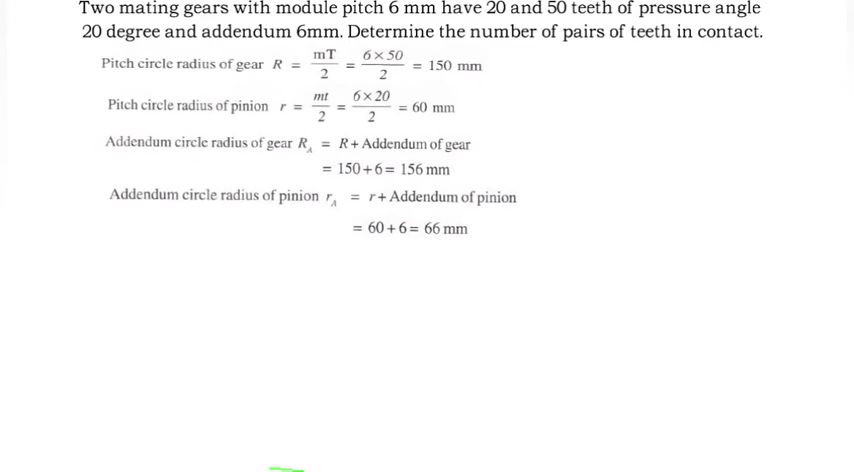 Two mating gears with module pitch 6 mm have 20 and 50 teeth of pressure angle
20 degree and addendum 6mm. Determine the number of pairs of teeth in contact.
Pitch circle radius of gear R = mT/2 = 6×50/2 = 150 mm
Pitch circle radius of pinion r = mt/2 = 6×20/2 = 60 mm
Addendum circle radius of gear R_A = R+Addendum of gear
= 150+6= 156 mm
Addendum circle radius of pinion r_A = r+Addendum of pinion
= 60+6= 66 mm